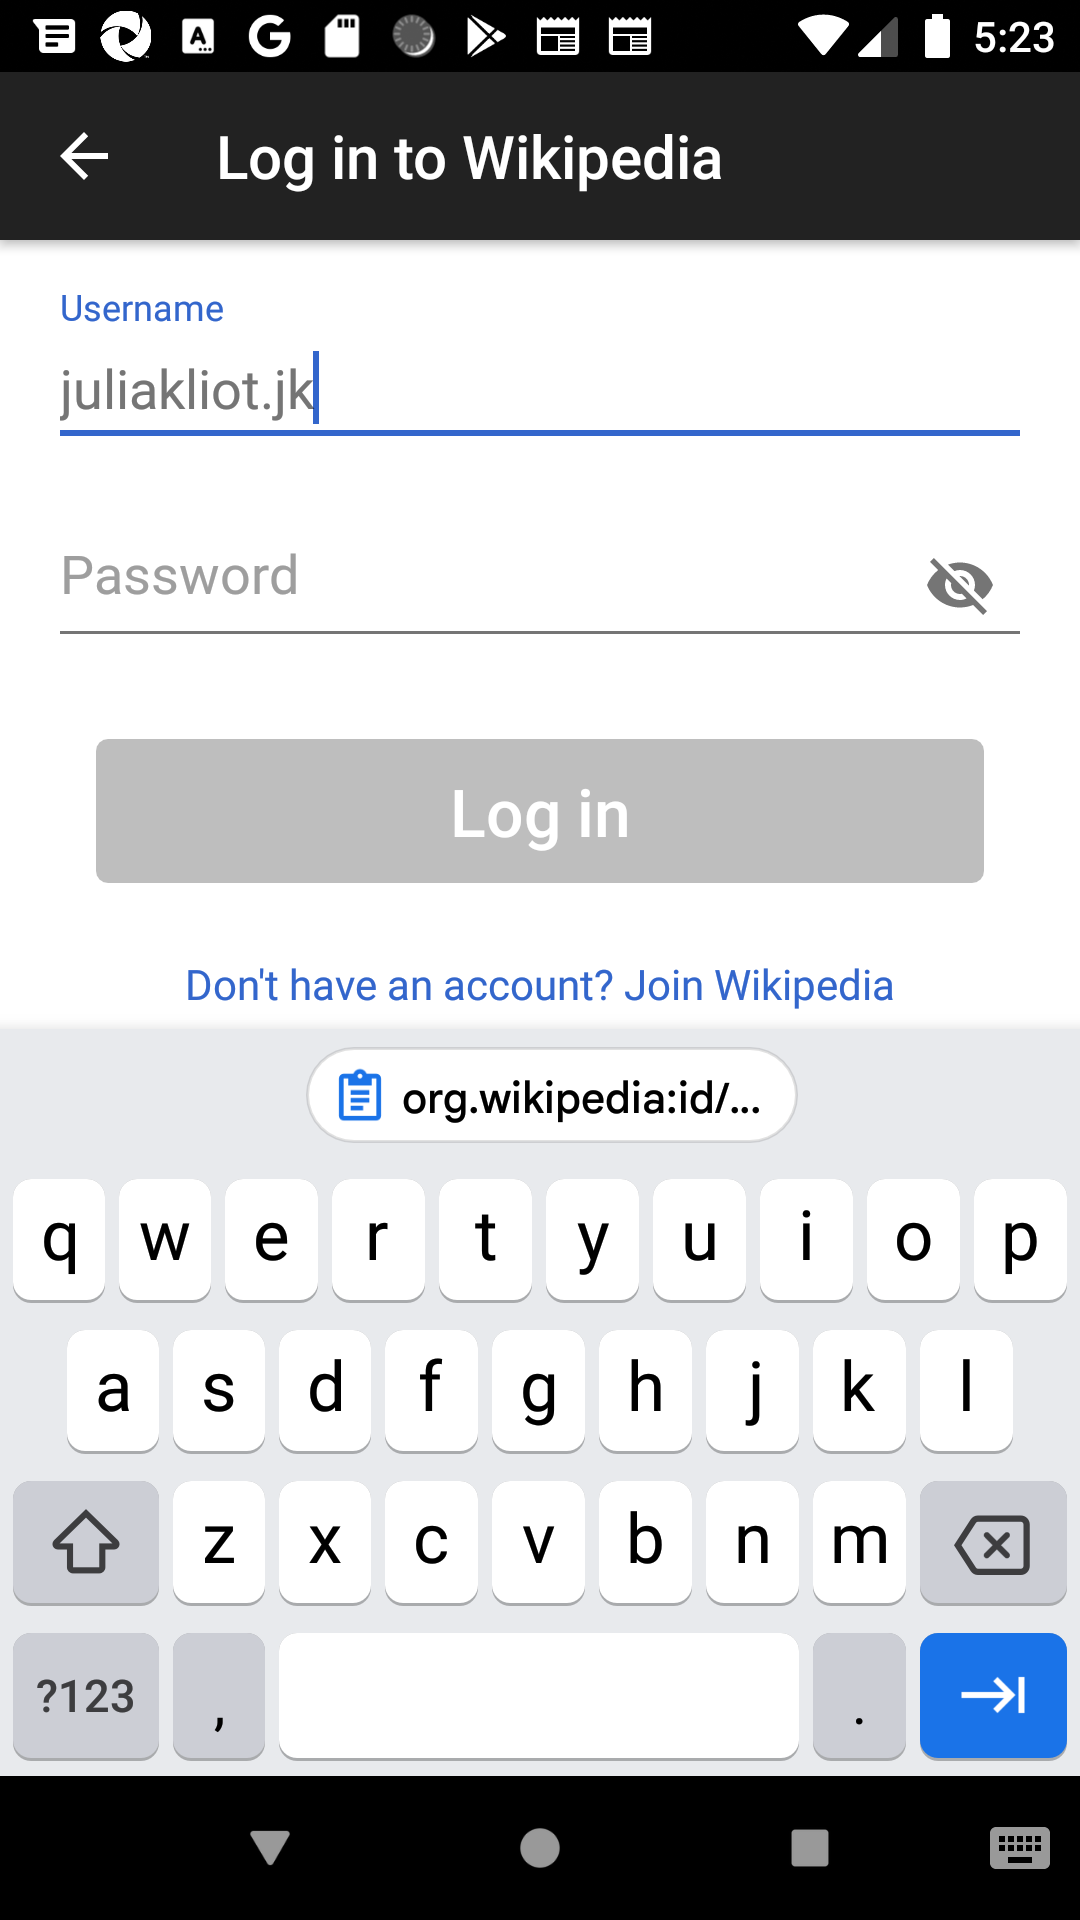 5:23
Log in to Wikipedia
Username
juliakliot.jk
Password
Log in
Don't have an account? Join Wikipedia
org.wikipedia:id/...
q w e r t y u i o p
a s d f g h j k l
z x c v b n m
?123 , .